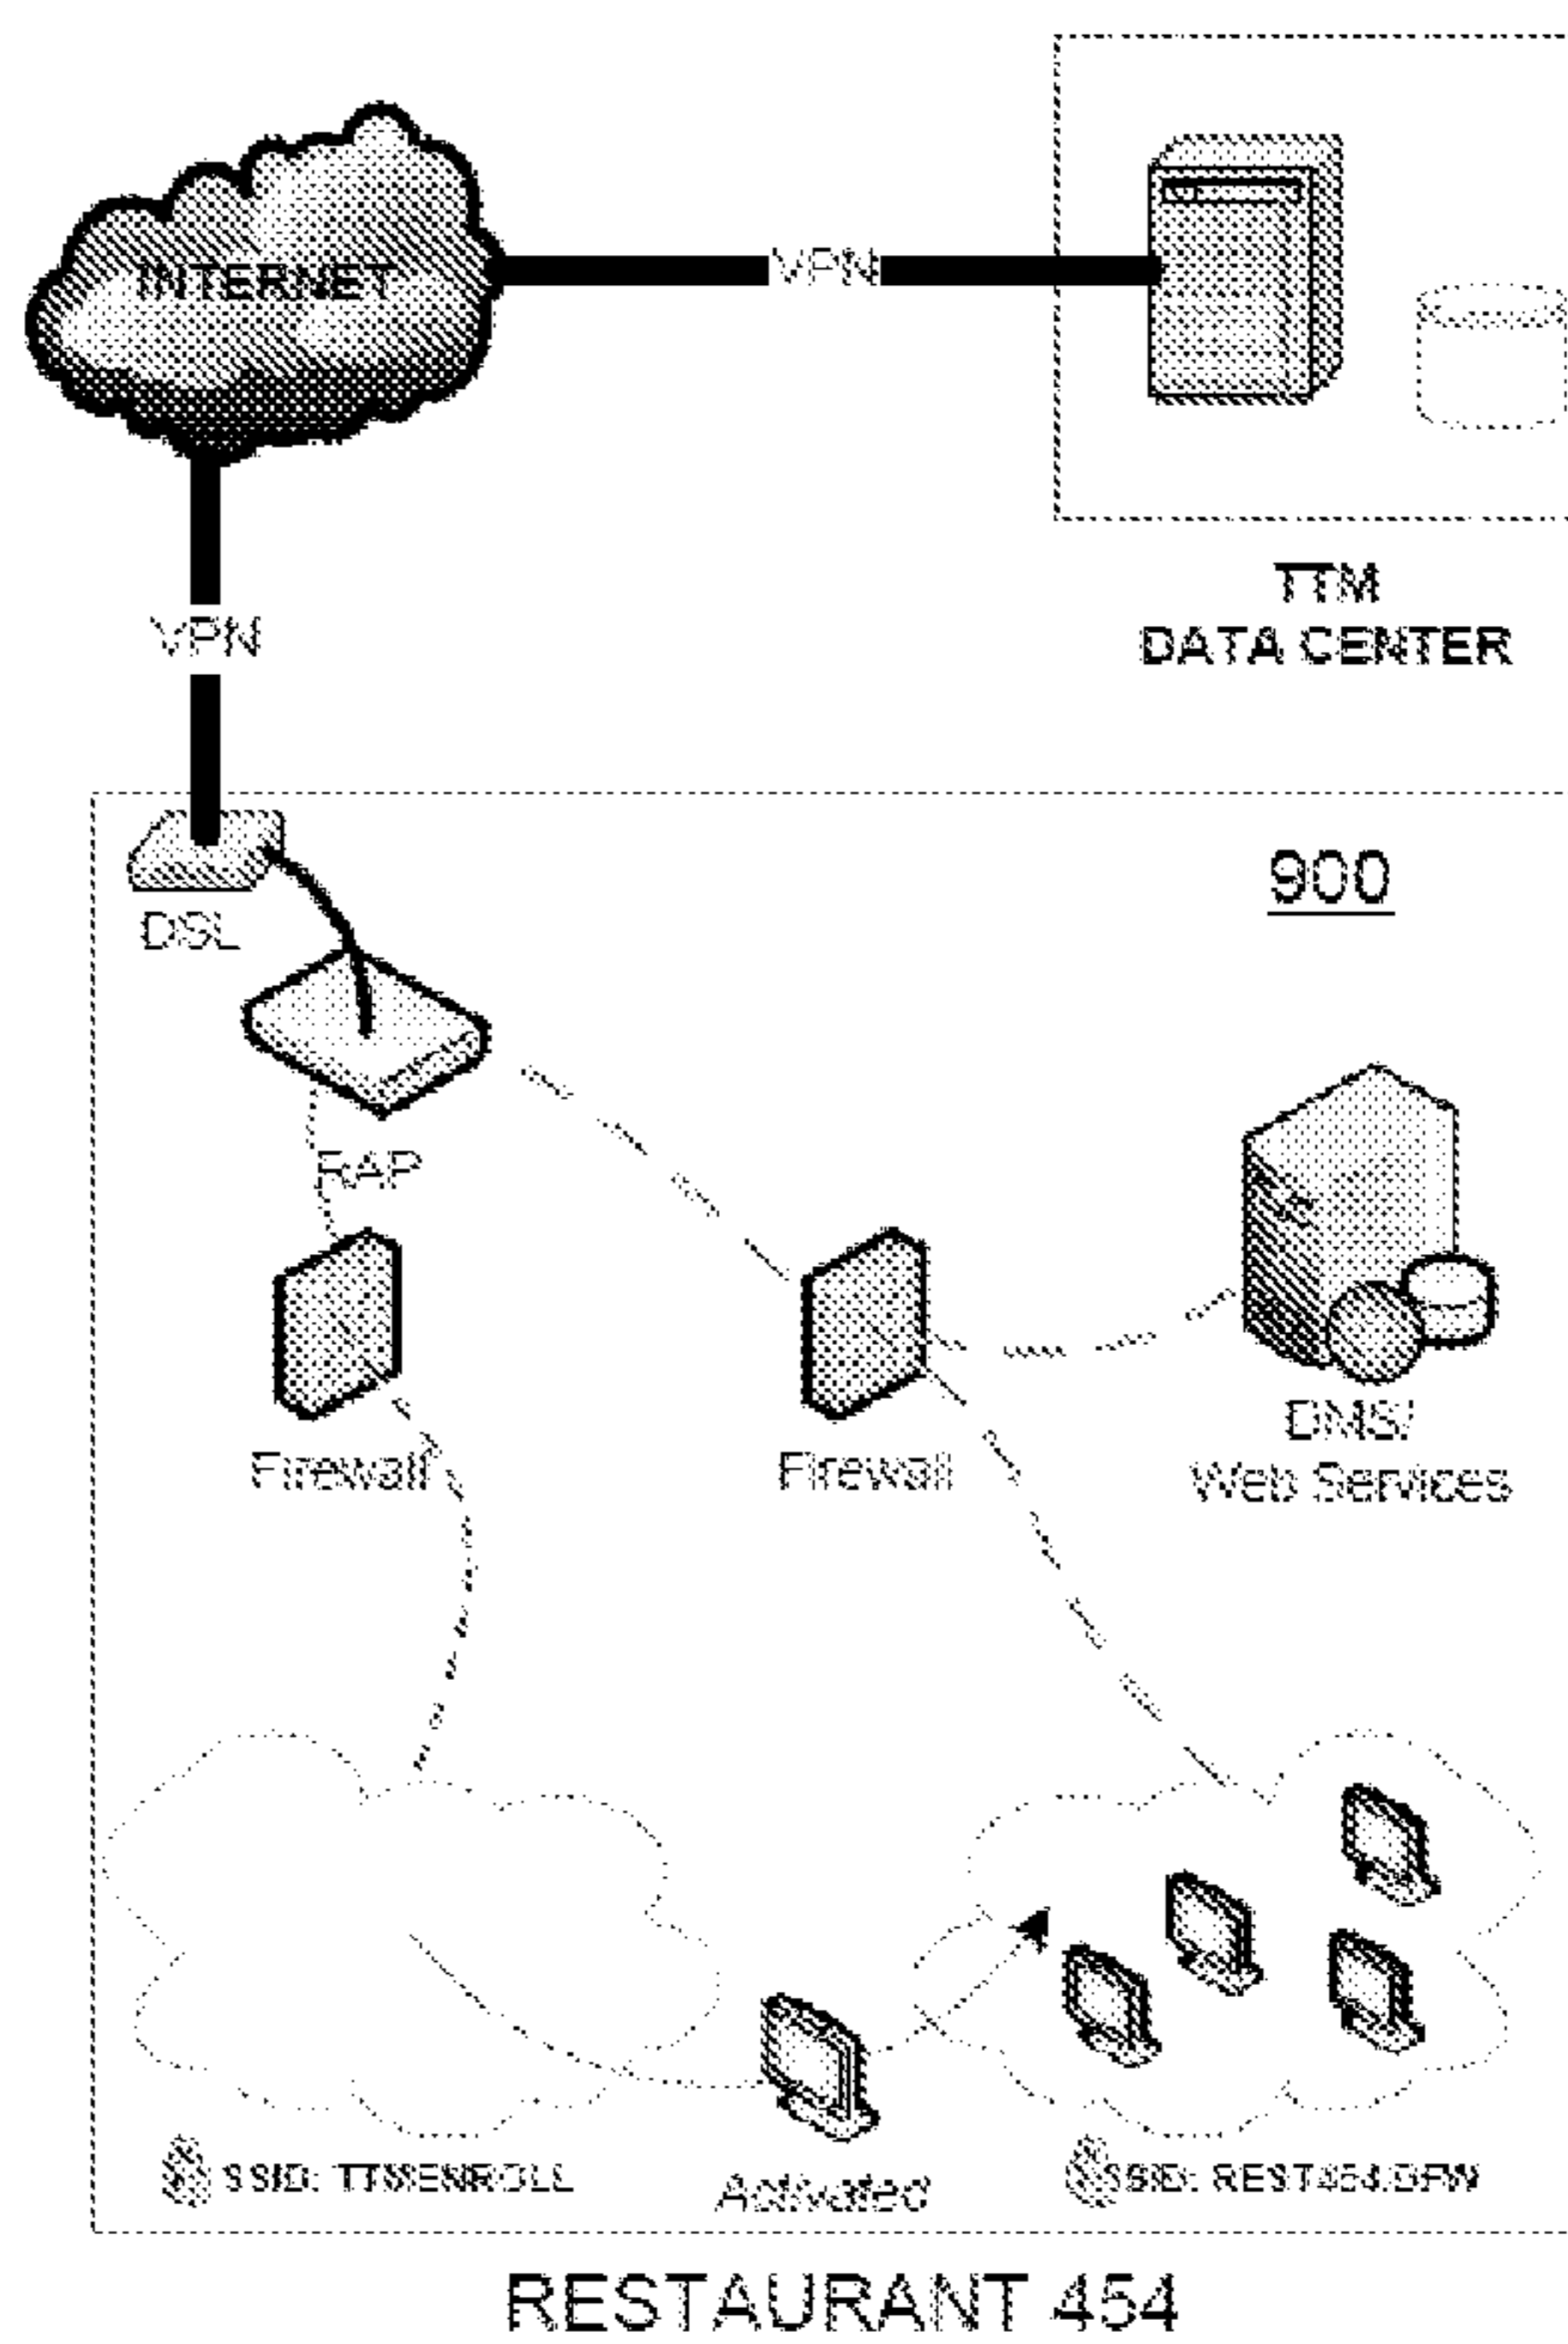 INTERNET
VPN
TTM
DATA CENTER
VPN
900
DSL
RAP
Firewall
Firewall
DMS/
Web Services
SSID: TTMENROLL
Activated
SSID: REST454.DFW
RESTAURANT 454